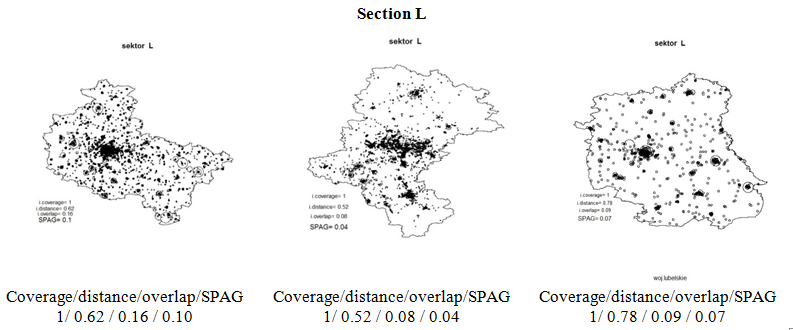 Section L
sektor L
i.coverage= 1
i.distance= 0.62
i.overlap= 0.16
SPAG= 0.1
Coverage/distance/overlap/SPAG
1/ 0.62 / 0.16 / 0.10
sektor L
i.coverage= 1
i.distance= 0.52
i.overlap= 0.08
SPAG= 0.04
Coverage/distance/overlap/SPAG
1/ 0.52 / 0.08 / 0.04
sektor L
i.coverage= 1
i.distance= 0.78
i.overlap= 0.09
SPAG= 0.07
woj.lubelskie
Coverage/distance/overlap/SPAG
1/ 0.78 / 0.09 / 0.07